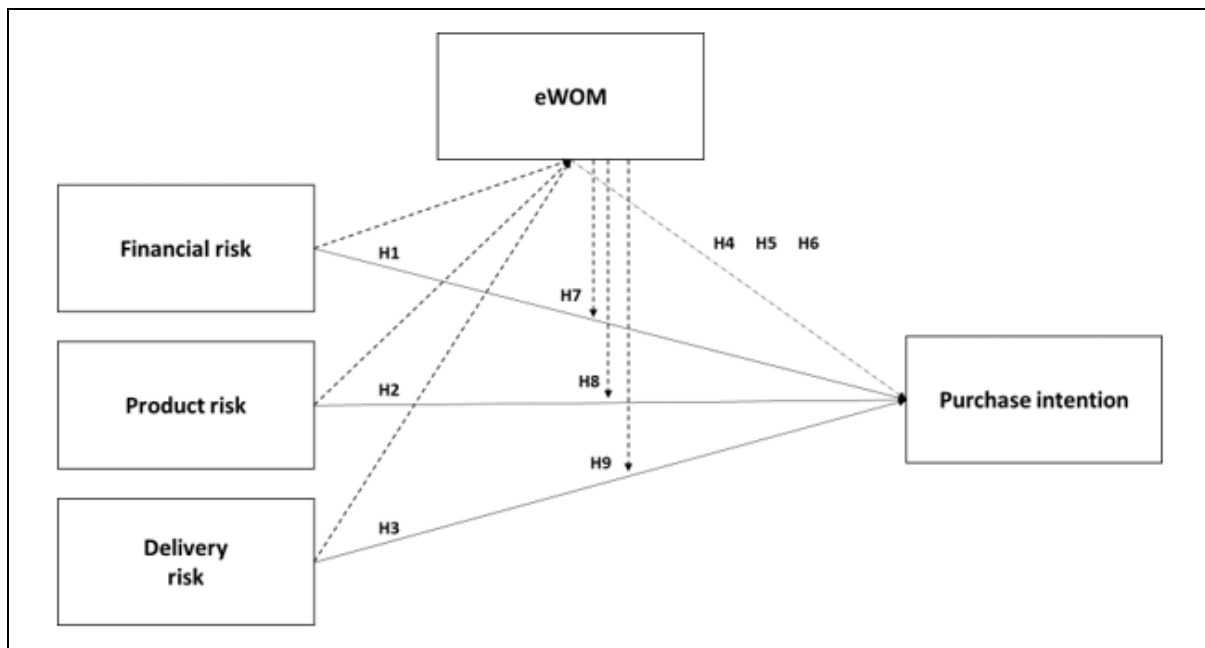 eWOM
Financial risk
H1
H4 H5 H6
H7
Product risk
H2
H8
Purchase intention
H9
H3
Delivery
risk